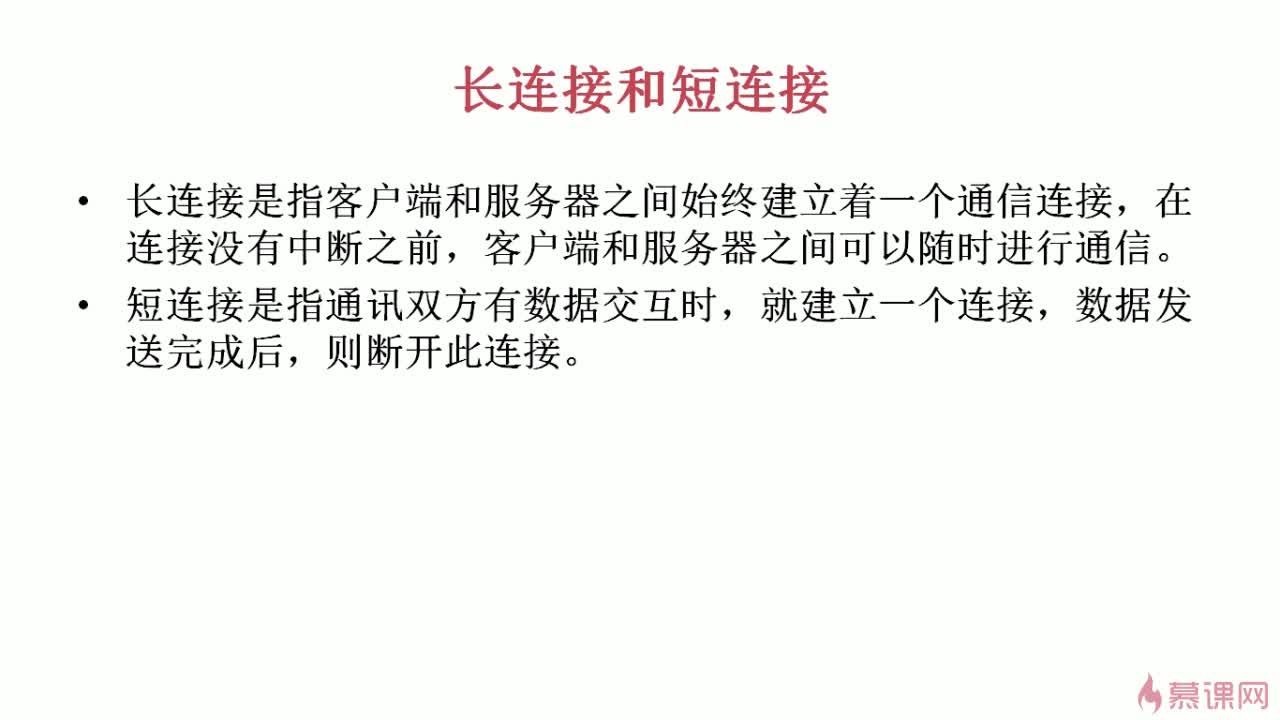 长连接和短连接
• 长连接是指客户端和服务器之间始终建立着一个通信连接，在
连接没有中断之前，客户端和服务器之间可以随时进行通信。
• 短连接是指通讯双方有数据交互时，就建立一个连接，数据发
送完成后，则断开此连接。
慕课网